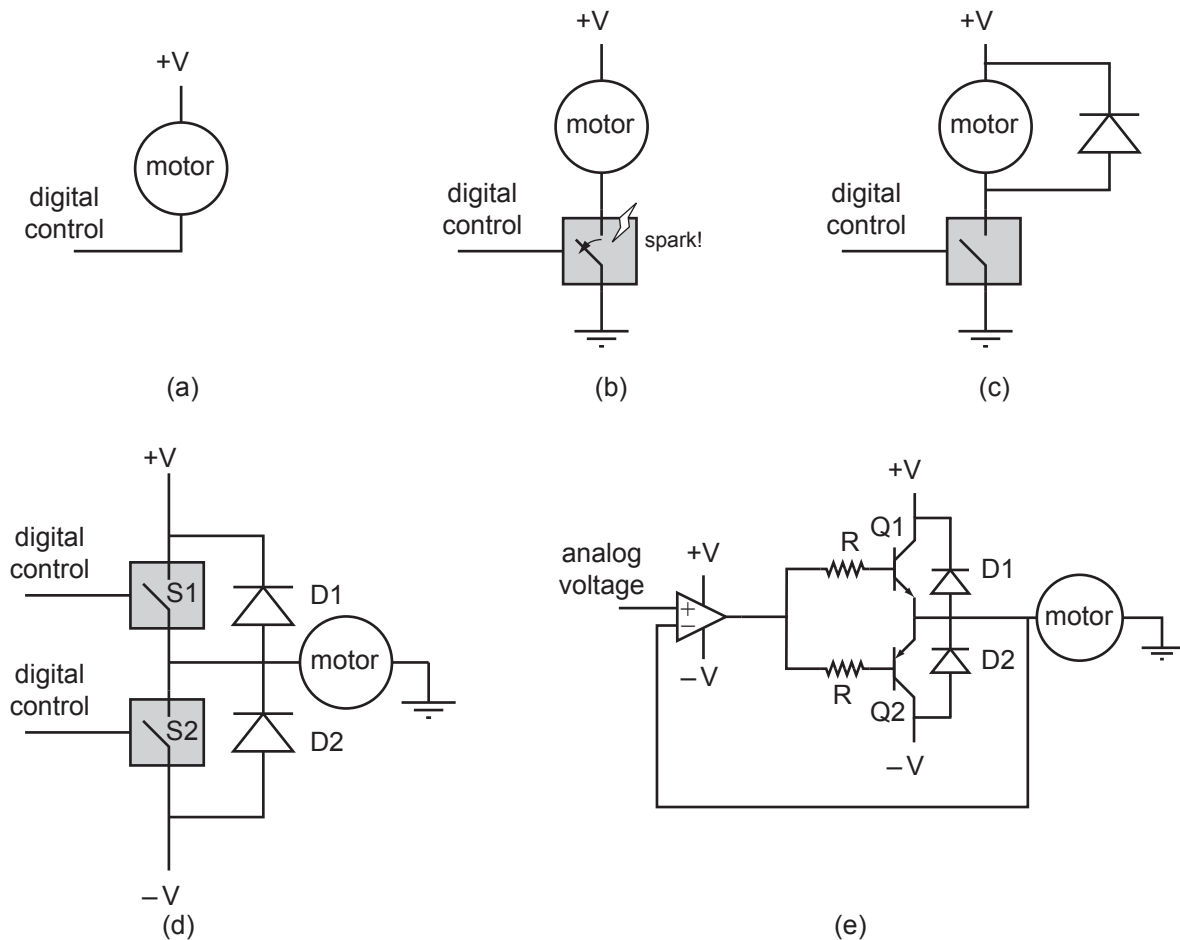 +V
motor
digital
control
(a)
+V
motor
digital
control
spark!
(b)
+V
motor
digital
control
(c)
+V
digital
control
S1
D1
motor
digital
control
S2
D2
–V
(d)
+V
Q1
R
analog
voltage
+V
D1
+
–
motor
–V
R
D2
Q2
–V
(e)